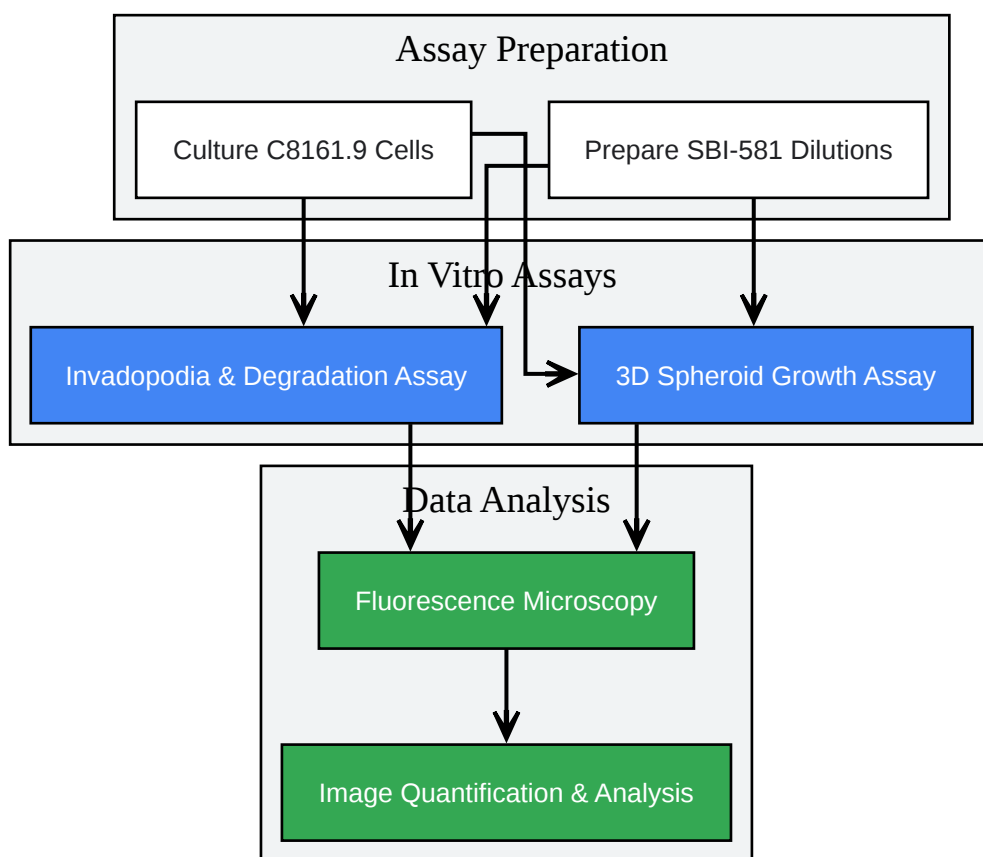 Assay Preparation
Culture C8161.9 Cells
Prepare SBI-581 Dilutions
In Vitro Assays
Invadopodia & Degradation Assay
3D Spheroid Growth Assay
Data Analysis
Fluorescence Microscopy
Image Quantification & Analysis